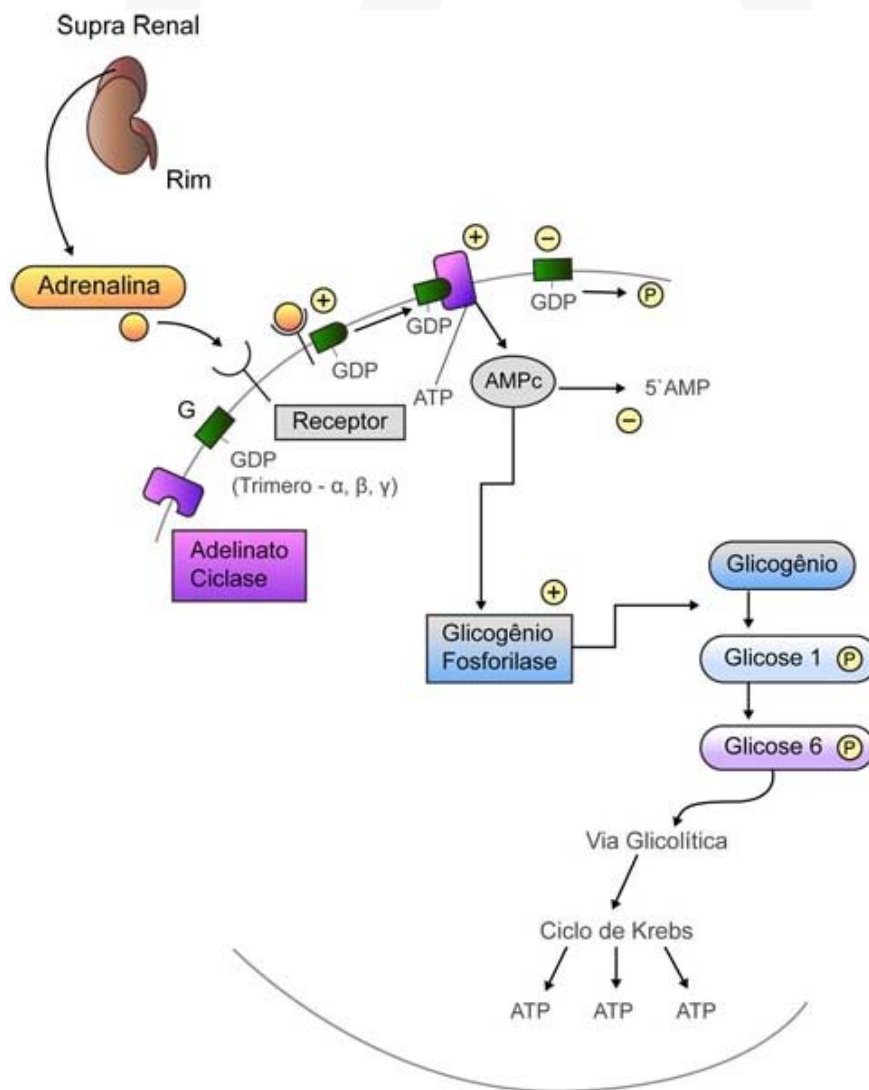 Supra Renal
Rim
Adrenalina
+
+
-
GDP
GDP
GDP
P
ATP
AMPc
5`AMP
-
G
Receptor
GDP
(Trimero - α, β, γ)
Adelinato
Ciclase
+
Glicogênio
Fosforilase
Glicogênio
Glicose 1 P
Glicose 6 P
Via Glicolítica
Ciclo de Krebs
ATP ATP ATP